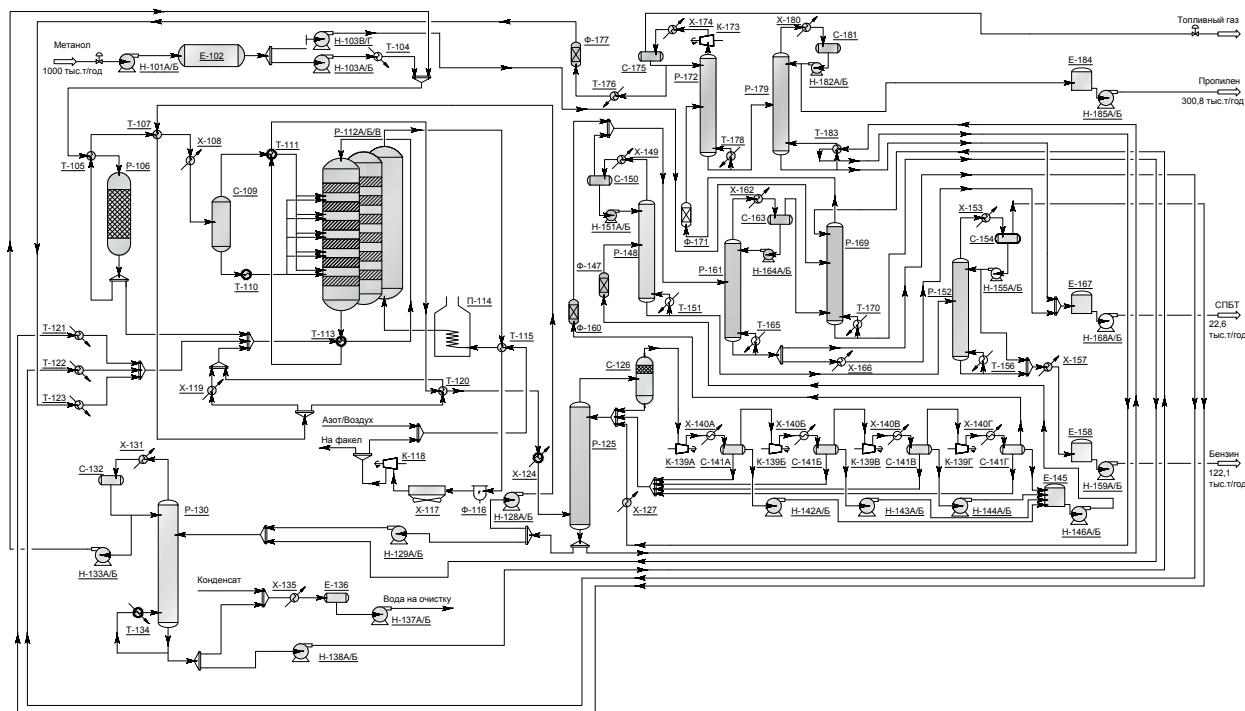 Метанол
1000 тыс.т/год
Н-101А/Б
Е-102
Н-103В/Г
Н-103А/Б
Т-104
Ф-177
Х-174
К-173
С-175
Р-172
Т-176
Т-178
Х-180
С-181
Н-182А/Б
Р-179
Т-183
Топливный газ
Е-184
Пропилен
300,8 тыс.т/год
Н-185А/Б
Т-107
Х-108
Т-105
Р-106
С-109
Т-111
Р-112А/Б/В
Т-110
Т-113
П-114
Т-115
Х-149
С-150
Н-151А/Б
Р-148
Ф-147
Ф-160
Т-151
Ф-171
Х-162
С-163
Р-161
Н-164А/Б
Т-165
Х-166
Р-169
Т-170
Х-153
С-154
Р-152
Н-155А/Б
Т-156
Х-157
Е-167
Н-168А/Б
СПБТ
22,6
тыс.т/год
Т-121
Т-122
Т-123
Х-119
Т-120
Азот/Воздух
На факел
К-118
Х-117
Ф-116
Х-124
Н-128А/Б
С-126
Р-125
Х-127
Х-140А
К-139А
С-141А
Х-140Б
К-139Б
С-141Б
Х-140В
К-139В
С-141В
Х-140Г
К-139Г
С-141Г
Н-142А/Б
Н-143А/Б
Н-144А/Б
Е-145
Н-146А/Б
Е-158
Н-159А/Б
Бензин
122,1
тыс.т/год
Х-131
С-132
Р-130
Н-133А/Б
Н-129А/Б
Т-134
Конденсат
Х-135
Е-136
Вода на очистку
Н-137А/Б
Н-138А/Б